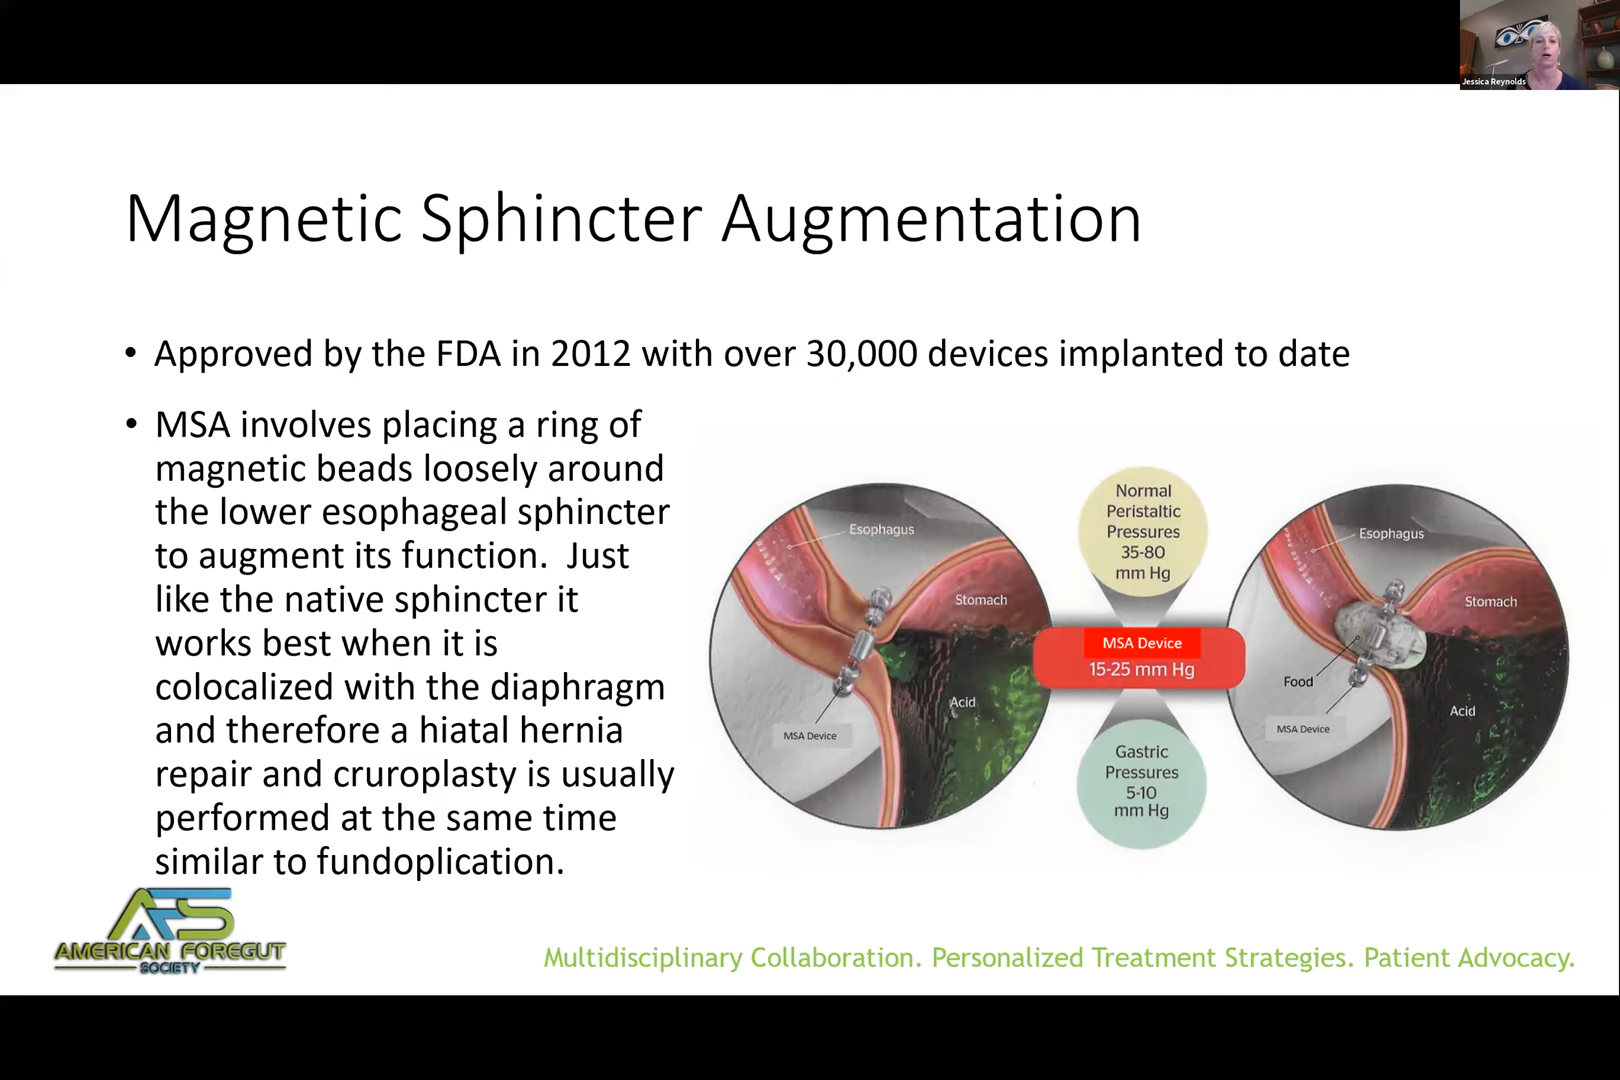 Jessica Reynolds
Magnetic Sphincter Augmentation
• Approved by the FDA in 2012 with over 30,000 devices implanted to date
• MSA involves placing a ring of
magnetic beads loosely around
the lower esophageal sphincter
to augment its function.  Just
like the native sphincter it
works best when it is
colocalized with the diaphragm
and therefore a hiatal hernia
repair and cruroplasty is usually
performed at the same time
similar to fundoplication.
Esophagus
Stomach
Acid
MSA Device
Normal
Peristaltic
Pressures
35-80
mm Hg
MSA Device
15-25 mm Hg
Gastric
Pressures
5-10
mm Hg
Esophagus
Stomach
Food
Acid
MSA Device
AFS
AMERICAN FOREGUT
SOCIETY
Multidisciplinary Collaboration. Personalized Treatment Strategies. Patient Advocacy.